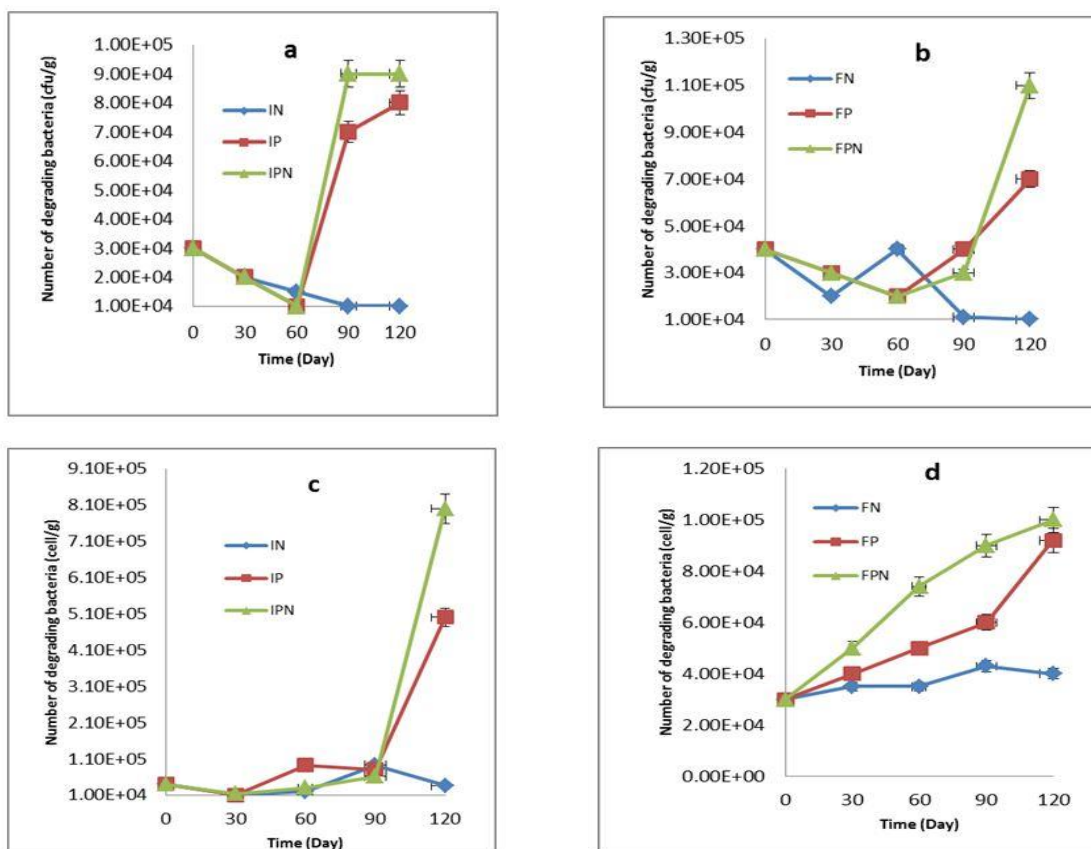 a
Number of degrading bacteria (cfu/g)
1.00E+05
9.00E+04
8.00E+04
7.00E+04
6.00E+04
5.00E+04
4.00E+04
3.00E+04
2.00E+04
1.00E+04
IN
IP
IPN
0 30 60 90 120
Time (Day)
b
Number of degrading bacteria (cfu/g)
1.30E+05
1.10E+05
9.00E+04
7.00E+04
5.00E+04
3.00E+04
1.00E+04
FN
FP
FPN
0 30 60 90 120
Time (Day)
c
Number of degrading bacteria (cell/g)
9.10E+05
8.10E+05
7.10E+05
6.10E+05
5.10E+05
4.10E+05
3.10E+05
2.10E+05
1.10E+05
1.00E+04
IN
IP
IPN
0 30 60 90 120
Time (Day)
d
Number of degrading bacteria (cell/g)
1.20E+05
1.00E+05
8.00E+04
6.00E+04
4.00E+04
2.00E+04
0.00E+00
FN
FP
FPN
0 30 60 90 120
Time (Day)